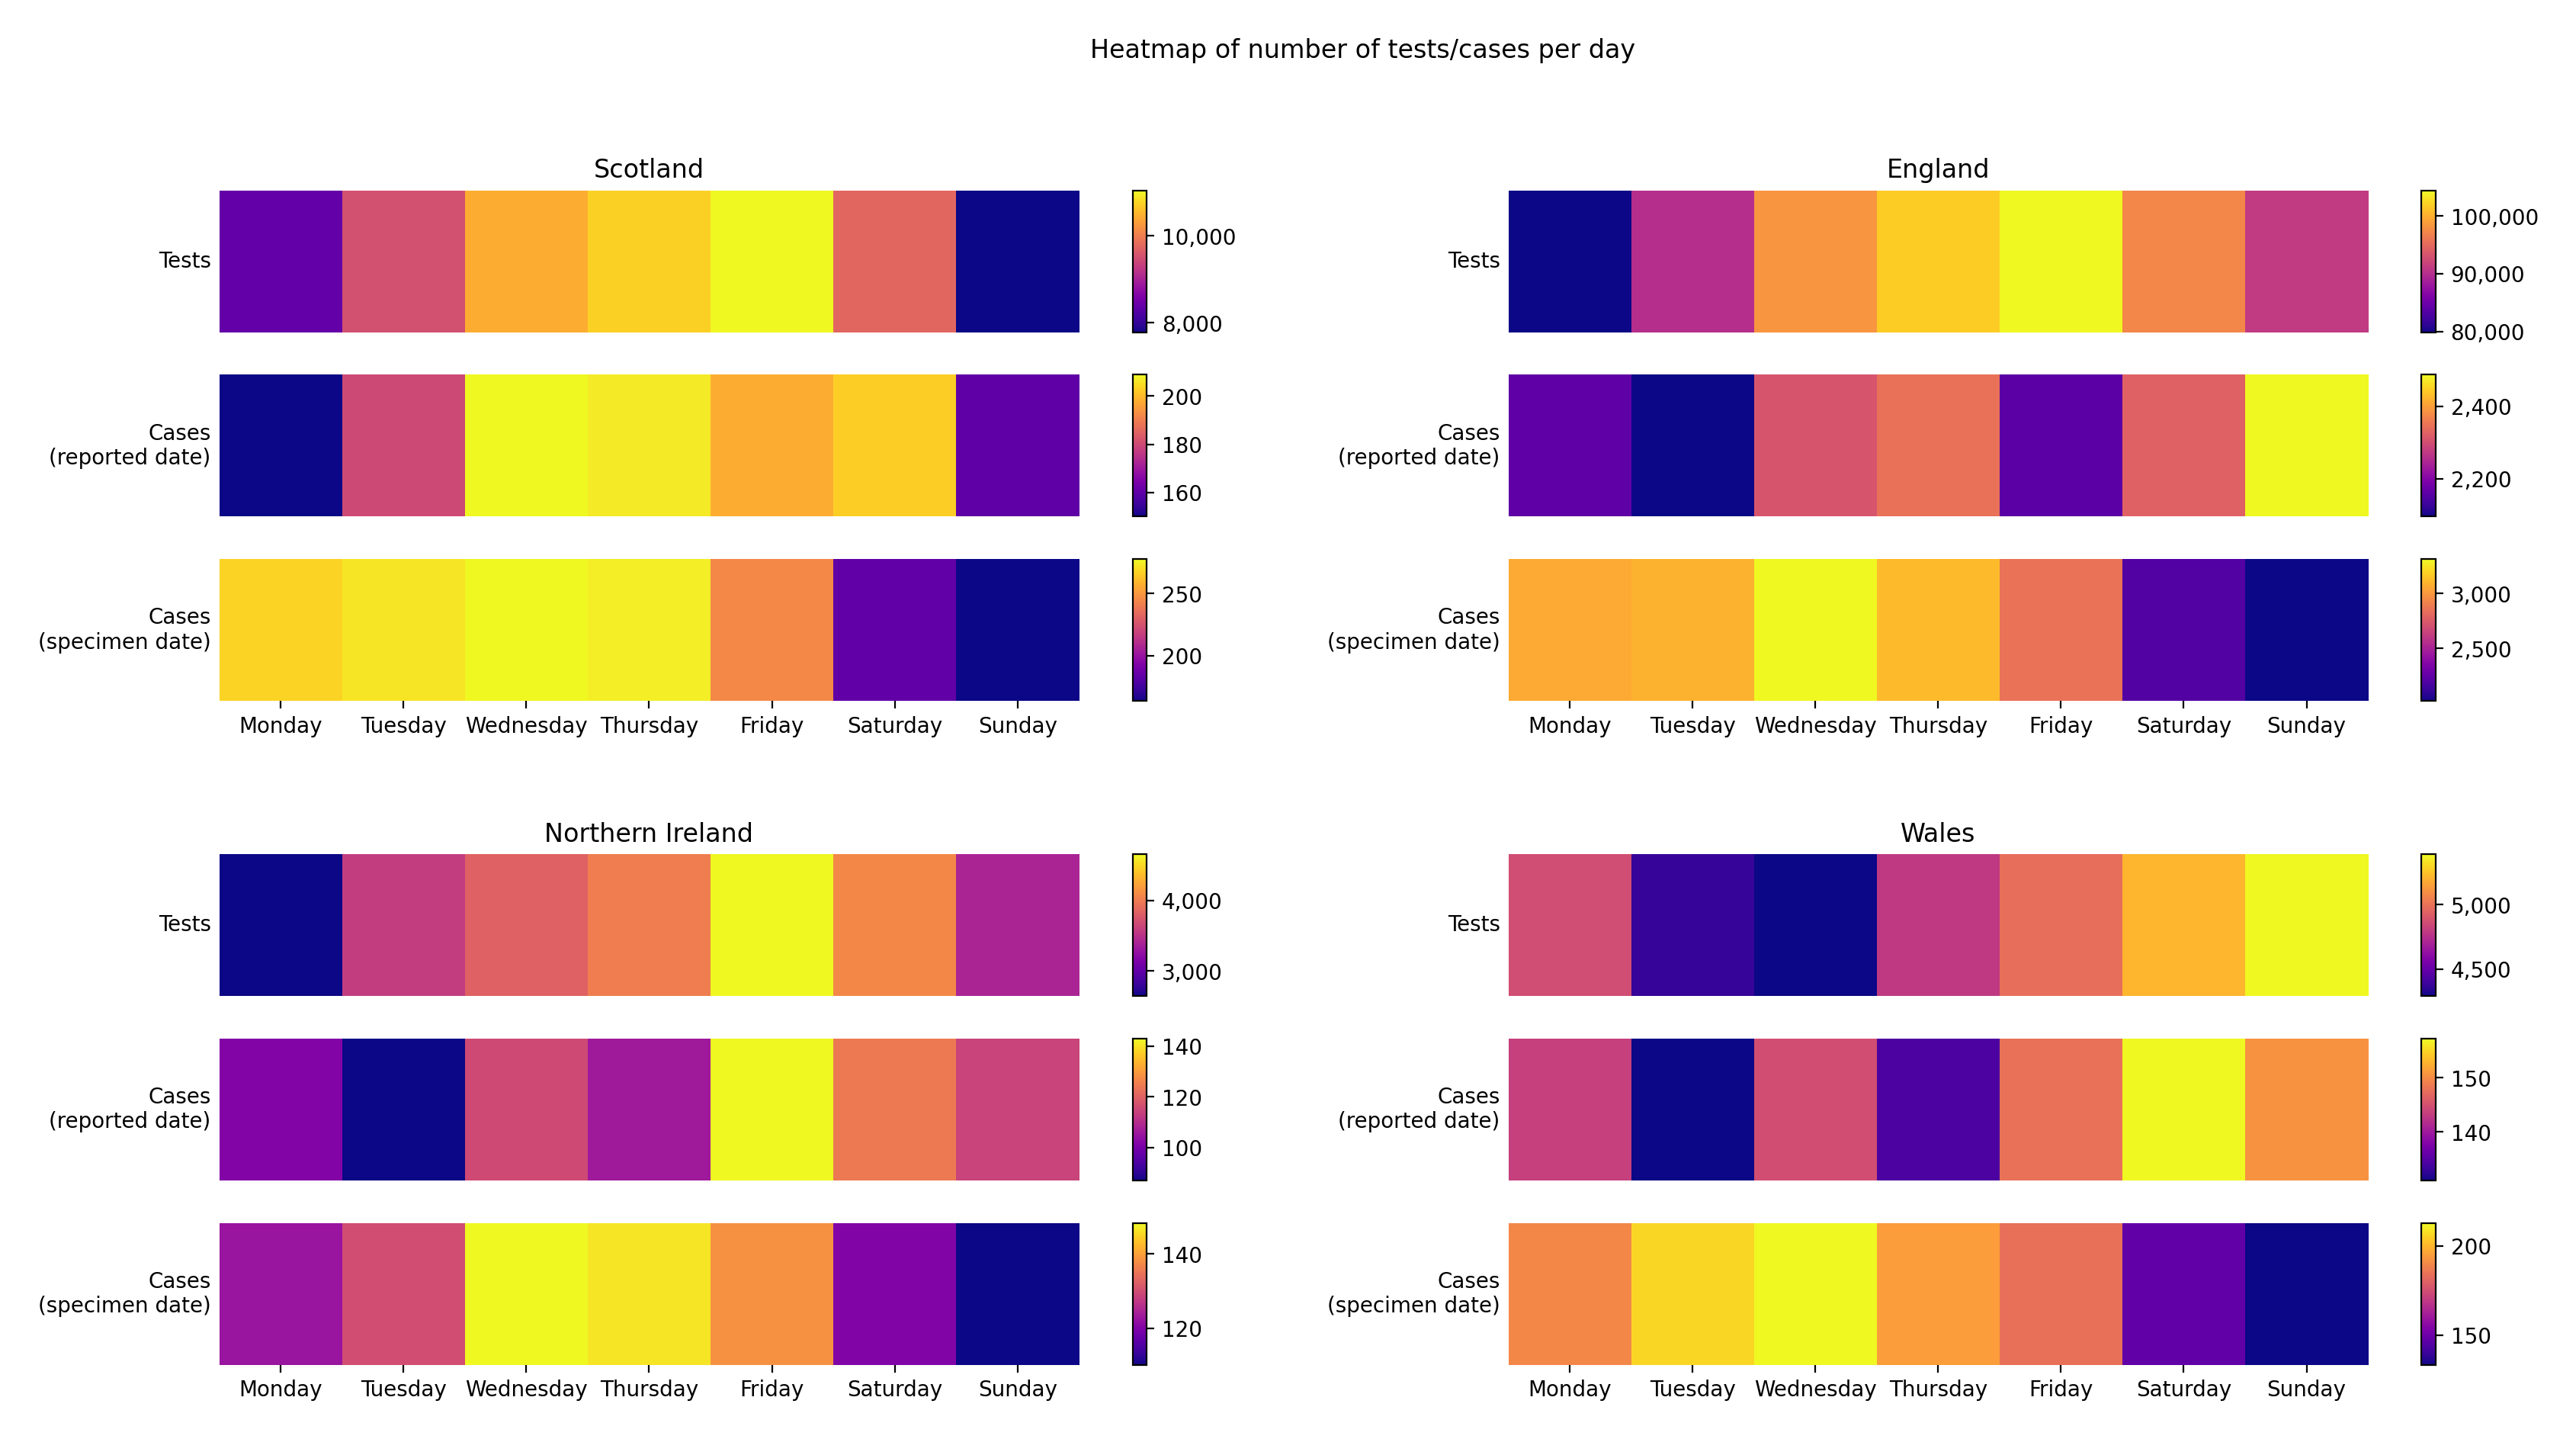 Heatmap of number of tests/cases per day
Scotland
Tests
10,000
8,000
Cases
(reported date)
200
180
160
Cases
(specimen date)
250
200
Monday Tuesday Wednesday Thursday Friday Saturday Sunday
England
Tests
100,000
90,000
80,000
Cases
(reported date)
2,400
2,200
Cases
(specimen date)
3,000
2,500
Monday Tuesday Wednesday Thursday Friday Saturday Sunday
Northern Ireland
Tests
4,000
3,000
Cases
(reported date)
140
120
100
Cases
(specimen date)
140
120
Monday Tuesday Wednesday Thursday Friday Saturday Sunday
Wales
Tests
5,000
4,500
Cases
(reported date)
150
140
Cases
(specimen date)
200
150
Monday Tuesday Wednesday Thursday Friday Saturday Sunday